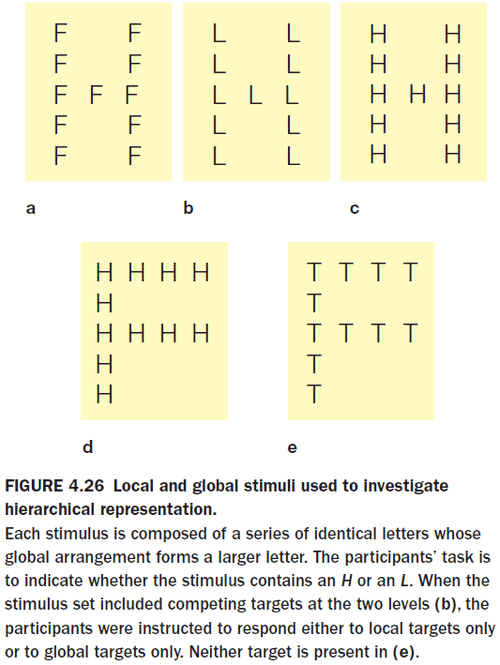 F F L L H H
F F L L H H
F F F L L L H H H
F F L L H H
F F L L H H
a b c
H H H H T T T T
H T
H H H H T T T T
H T
H T
d e
FIGURE 4.26 Local and global stimuli used to investigate
hierarchical representation.
Each stimulus is composed of a series of identical letters whose
global arrangement forms a larger letter. The participants’ task is
to indicate whether the stimulus contains an H or an L. When the
stimulus set included competing targets at the two levels (b), the
participants were instructed to respond either to local targets only
or to global targets only. Neither target is present in (e).